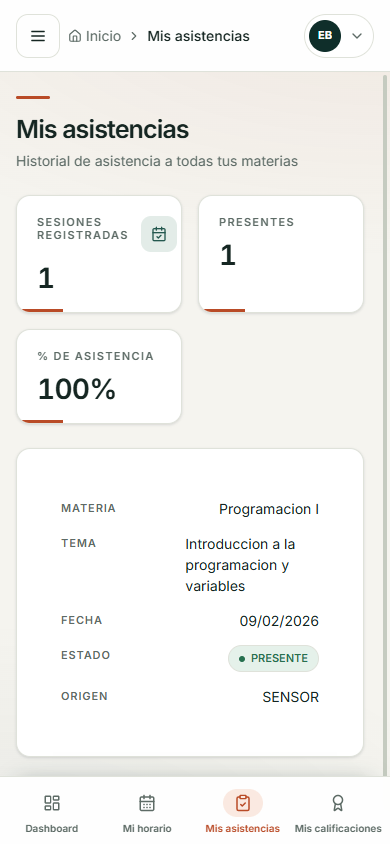 Inicio > Mis asistencias
EB
Mis asistencias
Historial de asistencia a todas tus materias
SESIONES
REGISTRADAS
1
PRESENTES
1
% DE ASISTENCIA
100%
MATERIA Programacion I
TEMA Introduccion a la
programacion y
variables
FECHA 09/02/2026
ESTADO PRESENTE
ORIGEN SENSOR
Dashboard Mi horario Mis asistencias Mis calificaciones